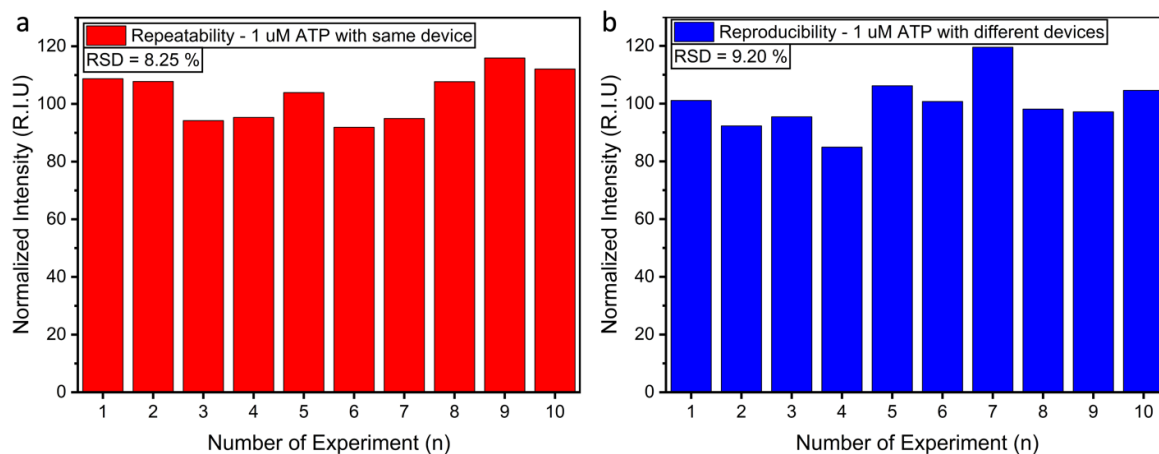 a
Repeatability - 1 uM ATP with same device
RSD = 8.25 %
Normalized Intensity (R.I.U)
120
100
80
60
40
20
0
1 2 3 4 5 6 7 8 9 10
Number of Experiment (n)
b
Reproducibility - 1 uM ATP with different devices
RSD = 9.20 %
Normalized Intensity (R.I.U)
120
100
80
60
40
20
0
1 2 3 4 5 6 7 8 9 10
Number of Experiment (n)